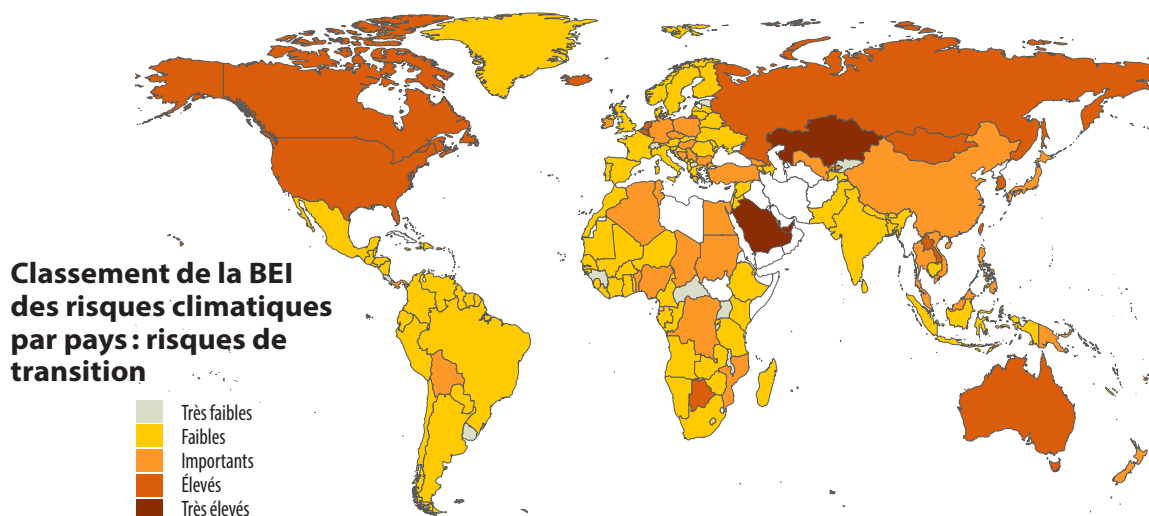 Classement de la BEI
des risques climatiques
par pays : risques de
transition
Très faibles
Faibles
Importants
Élevés
Très élevés